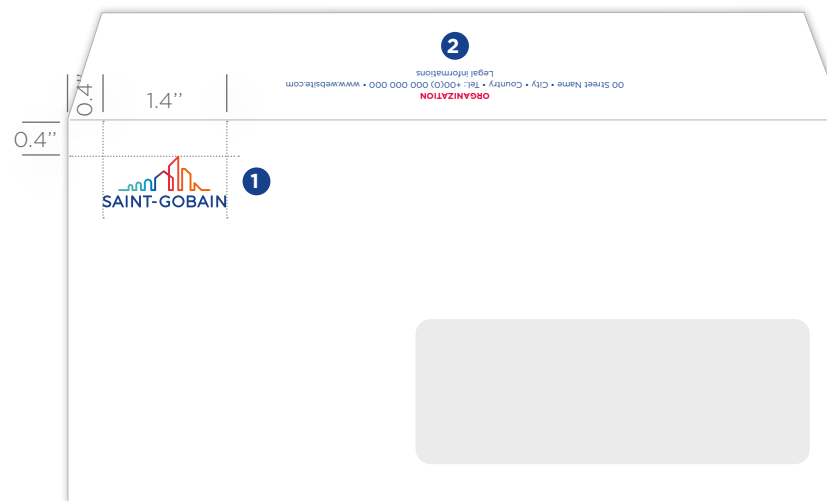 2
ORGANIZATION
00 Street Name • City • Country • Tel.: +00(0) 000 000 000 • www.website.com
Legal informations
0.4’’
1.4’’
0.4’’
1
SAINT-GOBAIN